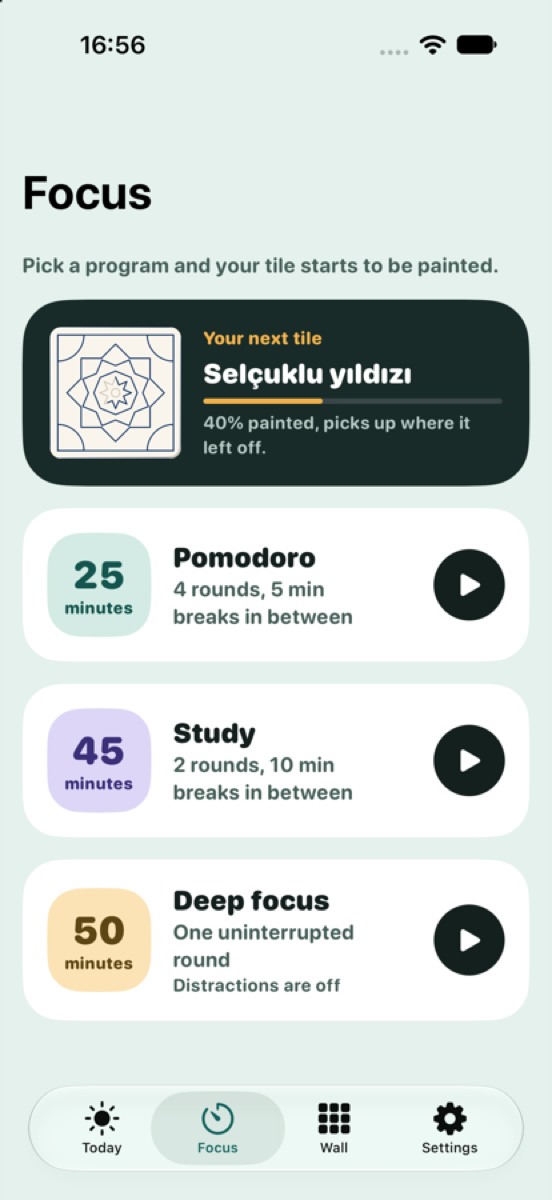 16:56
Focus
Pick a program and your tile starts to be painted.
Your next tile
Selçuklu yıldızı
40% painted, picks up where it
left off.
25
minutes
Pomodoro
4 rounds, 5 min
breaks in between
45
minutes
Study
2 rounds, 10 min
breaks in between
50
minutes
Deep focus
One uninterrupted
round
Distractions are off
Today
Focus
Wall
Settings